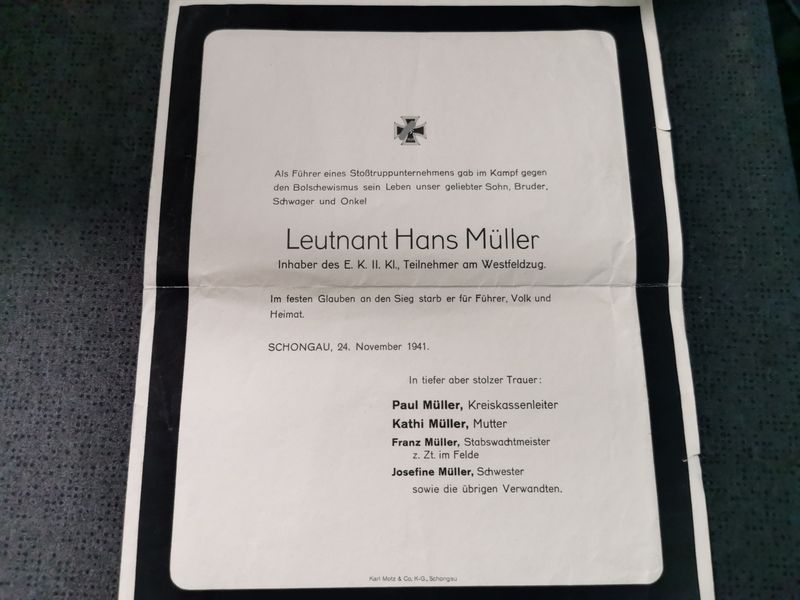 Als Führer eines Stoßtruppunternehmens gab im Kampf gegen
den Bolschewismus sein Leben unser geliebter Sohn, Bruder,
Schwager und Onkel
Leutnant Hans Müller
Inhaber des E. K. II. Kl., Teilnehmer am Westfeldzug.
Im festen Glauben an den Sieg starb er für Führer, Volk und
Heimat.
SCHONGAU, 24. November 1941.
In tiefer aber stolzer Trauer:
Paul Müller, Kreiskassenleiter
Kathi Müller, Mutter
Franz Müller, Stabswachtmeister
z. Zt. im Felde
Josefine Müller, Schwester
sowie die übrigen Verwandten.
Karl Motz & Co. K-G., Schongau